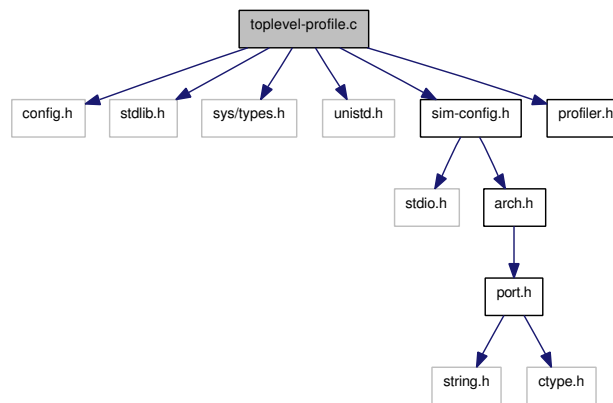 toplevel-profile.c
config.h
stdlib.h
sys/types.h
unistd.h
sim-config.h
profiler.h
stdio.h
arch.h
port.h
string.h
ctype.h